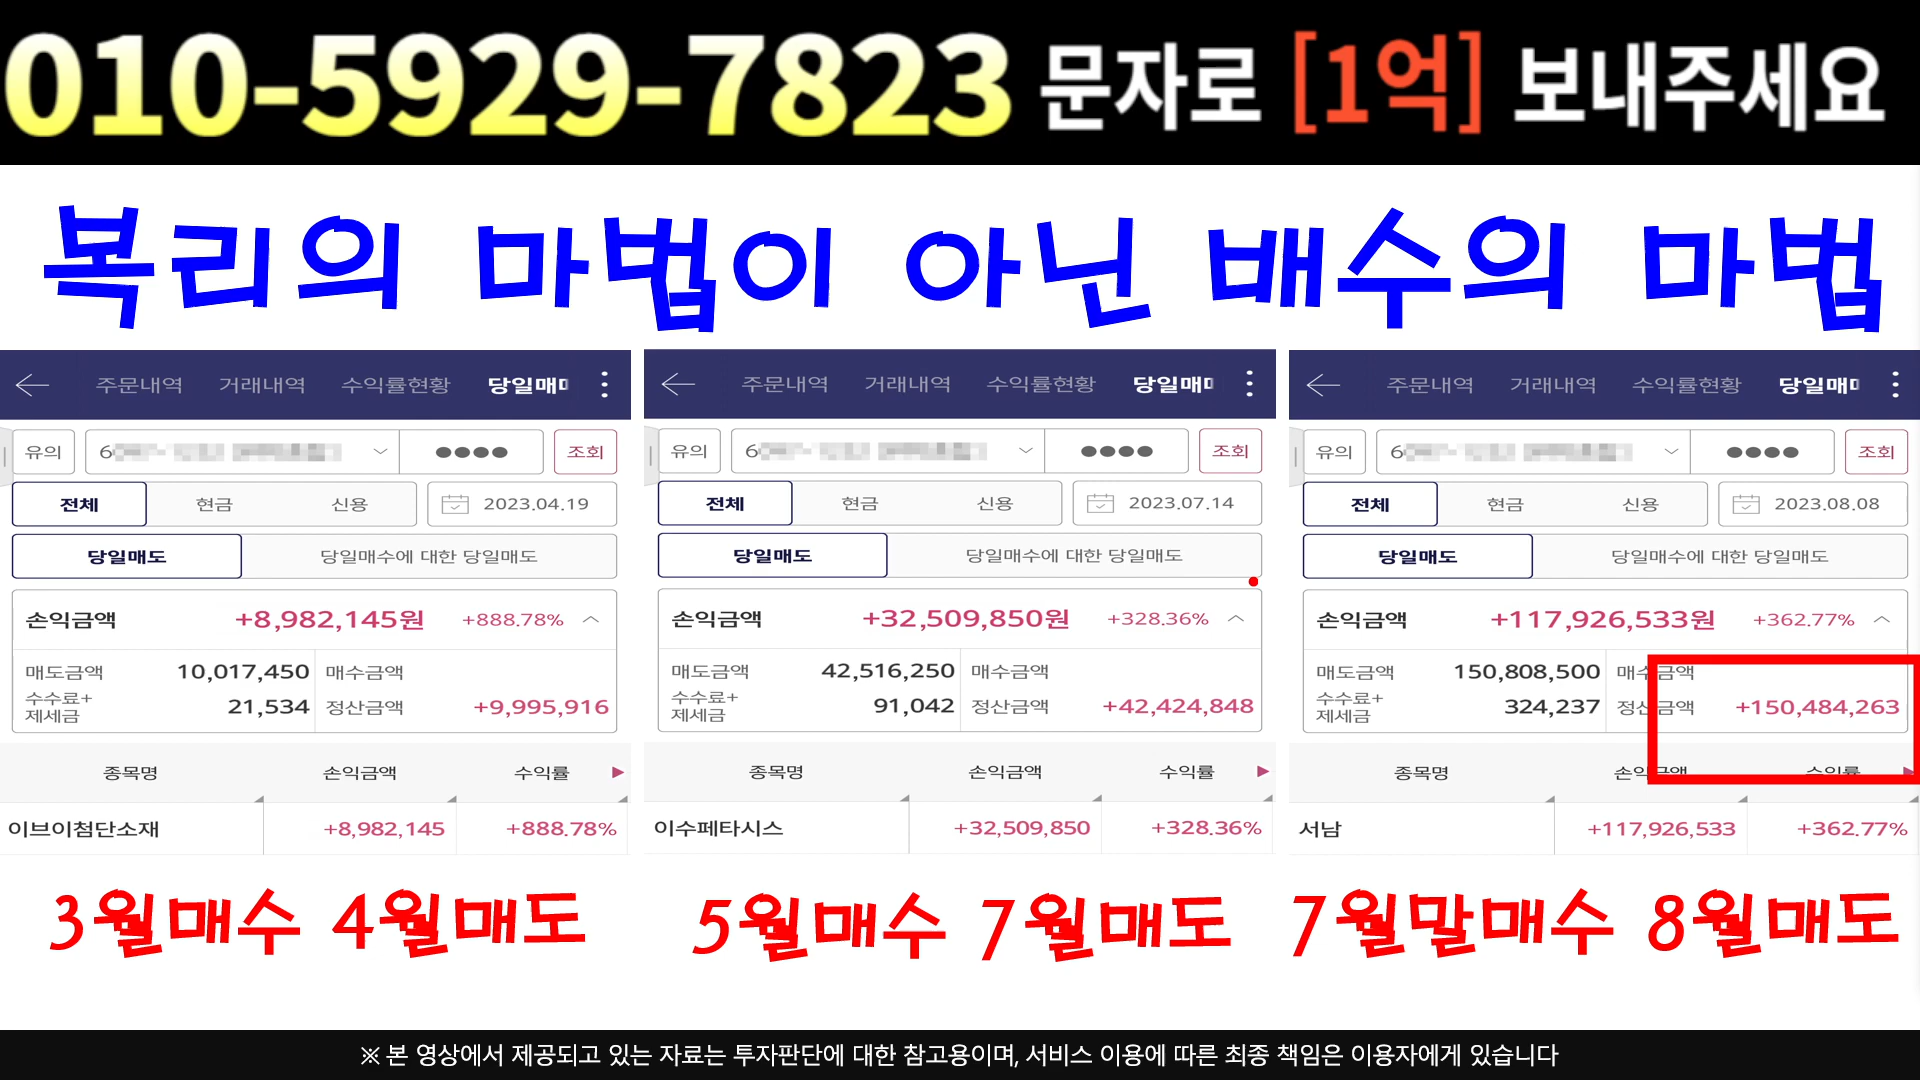 010-5929-7823 문자로 [1억] 보내주세요
복리의 마법이 아닌 배수의 마법
주문내역 거래내역 수익률현황 당일매
유의 6 ●●●● 조회
전체 현금 신용 2023.04.19
당일매도 당일매수에 대한 당일매도
손익금액 +8,982,145원 +888.78%
매도금액 10,017,450 매수금액
수수료+
제세금 21,534 정산금액 +9,995,916
종목명 손익금액 수익률
이브이첨단소재 +8,982,145 +888.78%
3월매수 4월매도
주문내역 거래내역 수익률현황 당일매
유의 6 ●●●● 조회
전체 현금 신용 2023.07.14
당일매도 당일매수에 대한 당일매도
손익금액 +32,509,850원 +328.36%
매도금액 42,516,250 매수금액
수수료+
제세금 91,042 정산금액 +42,424,848
종목명 손익금액 수익률
이수페타시스 +32,509,850 +328.36%
5월매수 7월매도
주문내역 거래내역 수익률현황 당일매
유의 6 ●●●● 조회
전체 현금 신용 2023.08.08
당일매도 당일매수에 대한 당일매도
손익금액 +117,926,533원 +362.77%
매도금액 150,808,500 매수금액
수수료+
제세금 324,237 정산금액 +150,484,263
종목명 손익금액 수익률
서남 +117,926,533 +362.77%
7월말매수 8월매도
※ 본 영상에서 제공되고 있는 자료는 투자판단에 대한 참고용이며, 서비스 이용에 따른 최종 책임은 이용자에게 있습니다